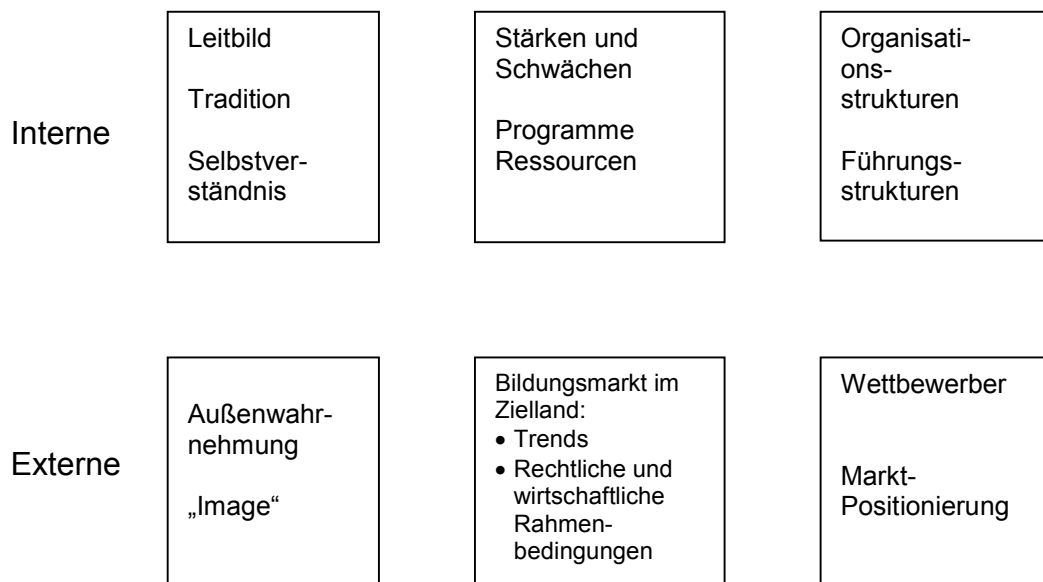 Interne
Leitbild
Tradition
Selbstver-
ständnis
Stärken und
Schwächen
Programme
Ressourcen
Organisati-
ons-
strukturen
Führungs-
strukturen
Externe
Außenwahr-
nehmung
„Image“
Bildungsmarkt im
Zielland:
• Trends
• Rechtliche und
wirtschaftliche
Rahmen-
bedingungen
Wettbewerber
Markt-
Positionierung